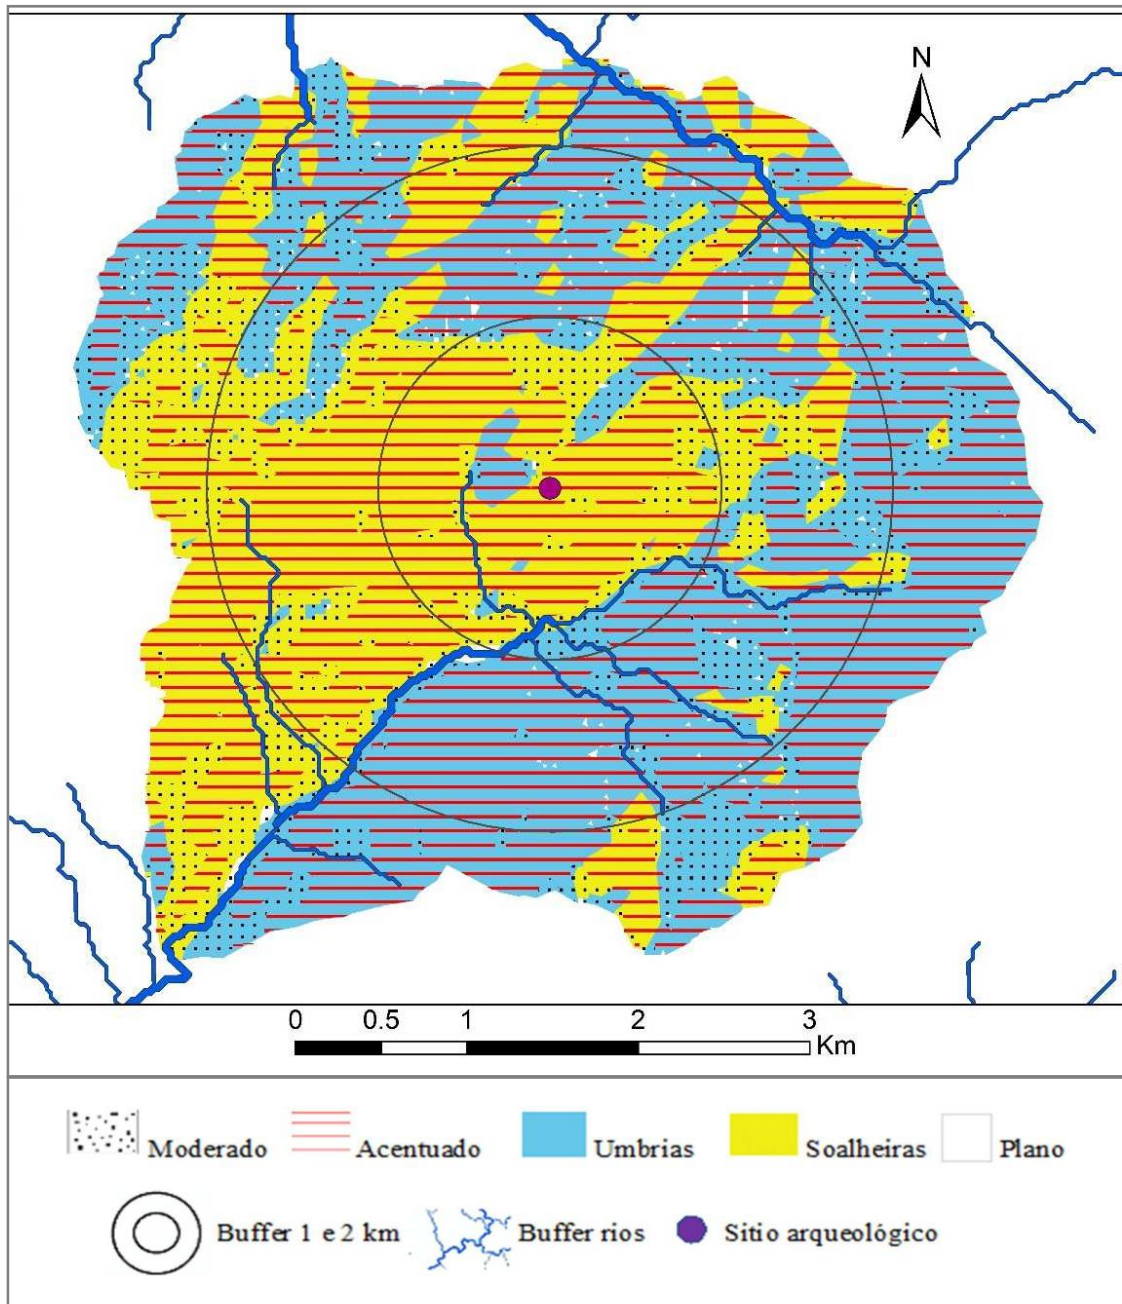 N
0 0.5 1 2 3
Km
Moderado Acentuado Umbrias Soalheiras Plano
Buffer 1 e 2 km Buffer rios Sítio arqueológico